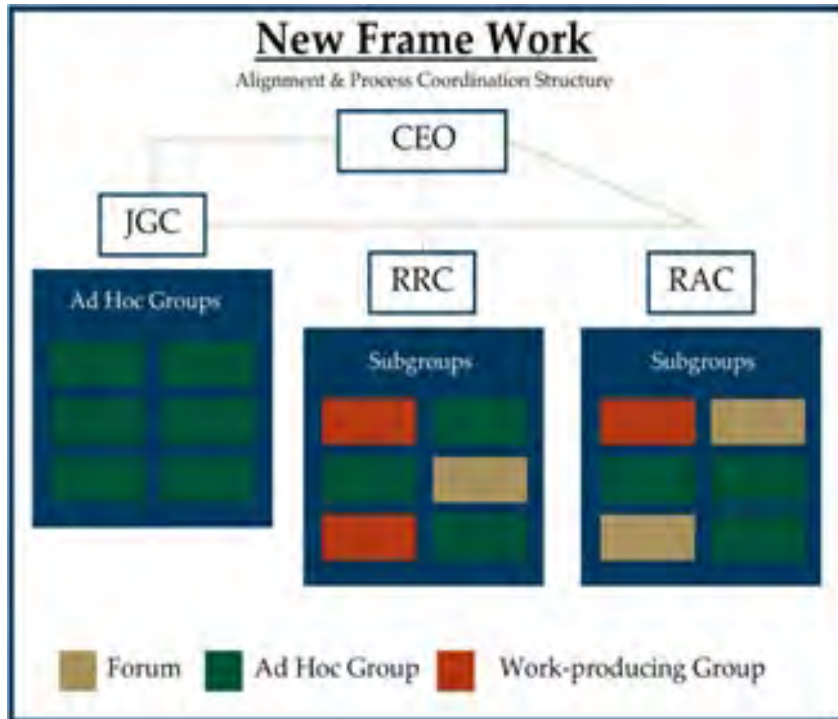 New Frame Work
Alignment & Process Coordination Structure
CEO
JGC
RRC
RAC
Ad Hoc Groups
Subgroups
Subgroups
Forum
Ad Hoc Group
Work-producing Group